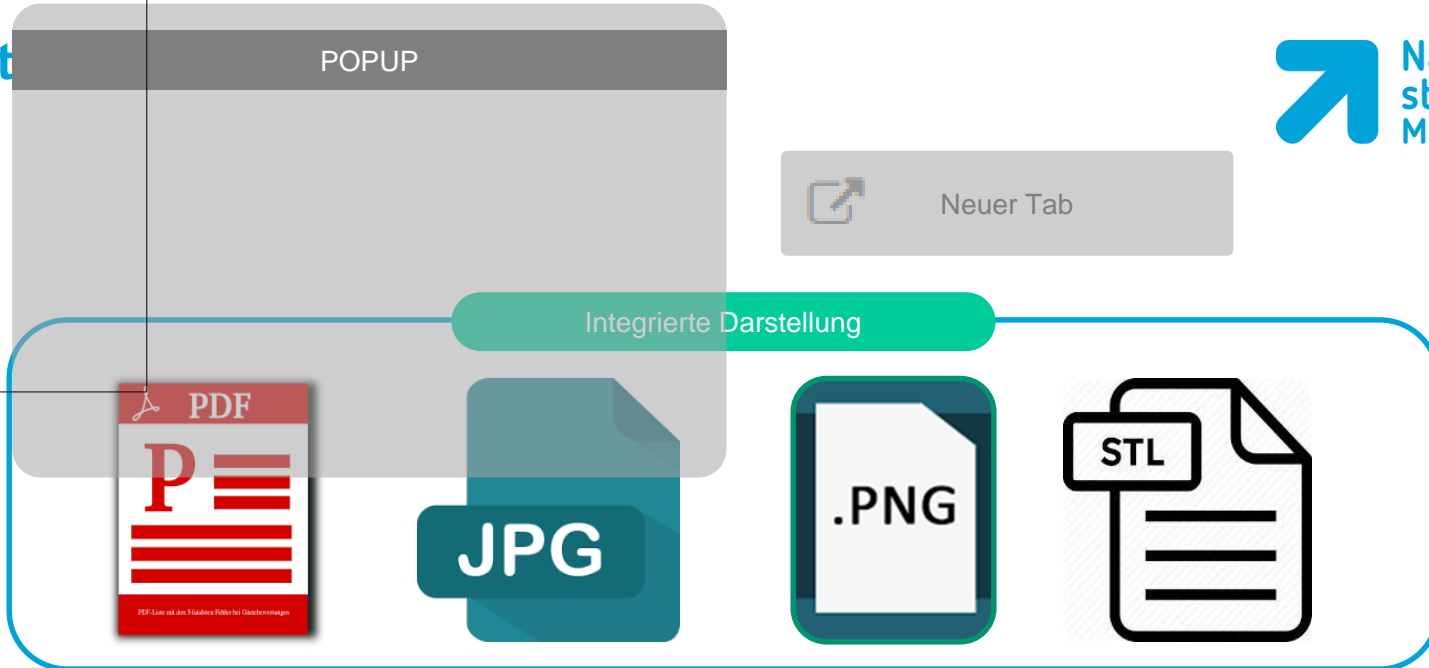 POPUP
Neuer Tab
Integrierte Darstellung
PDF
P
PDF-Liste mit den 5 fatalsten Fehler bei Gästebewertungen
JPG
.PNG
STL